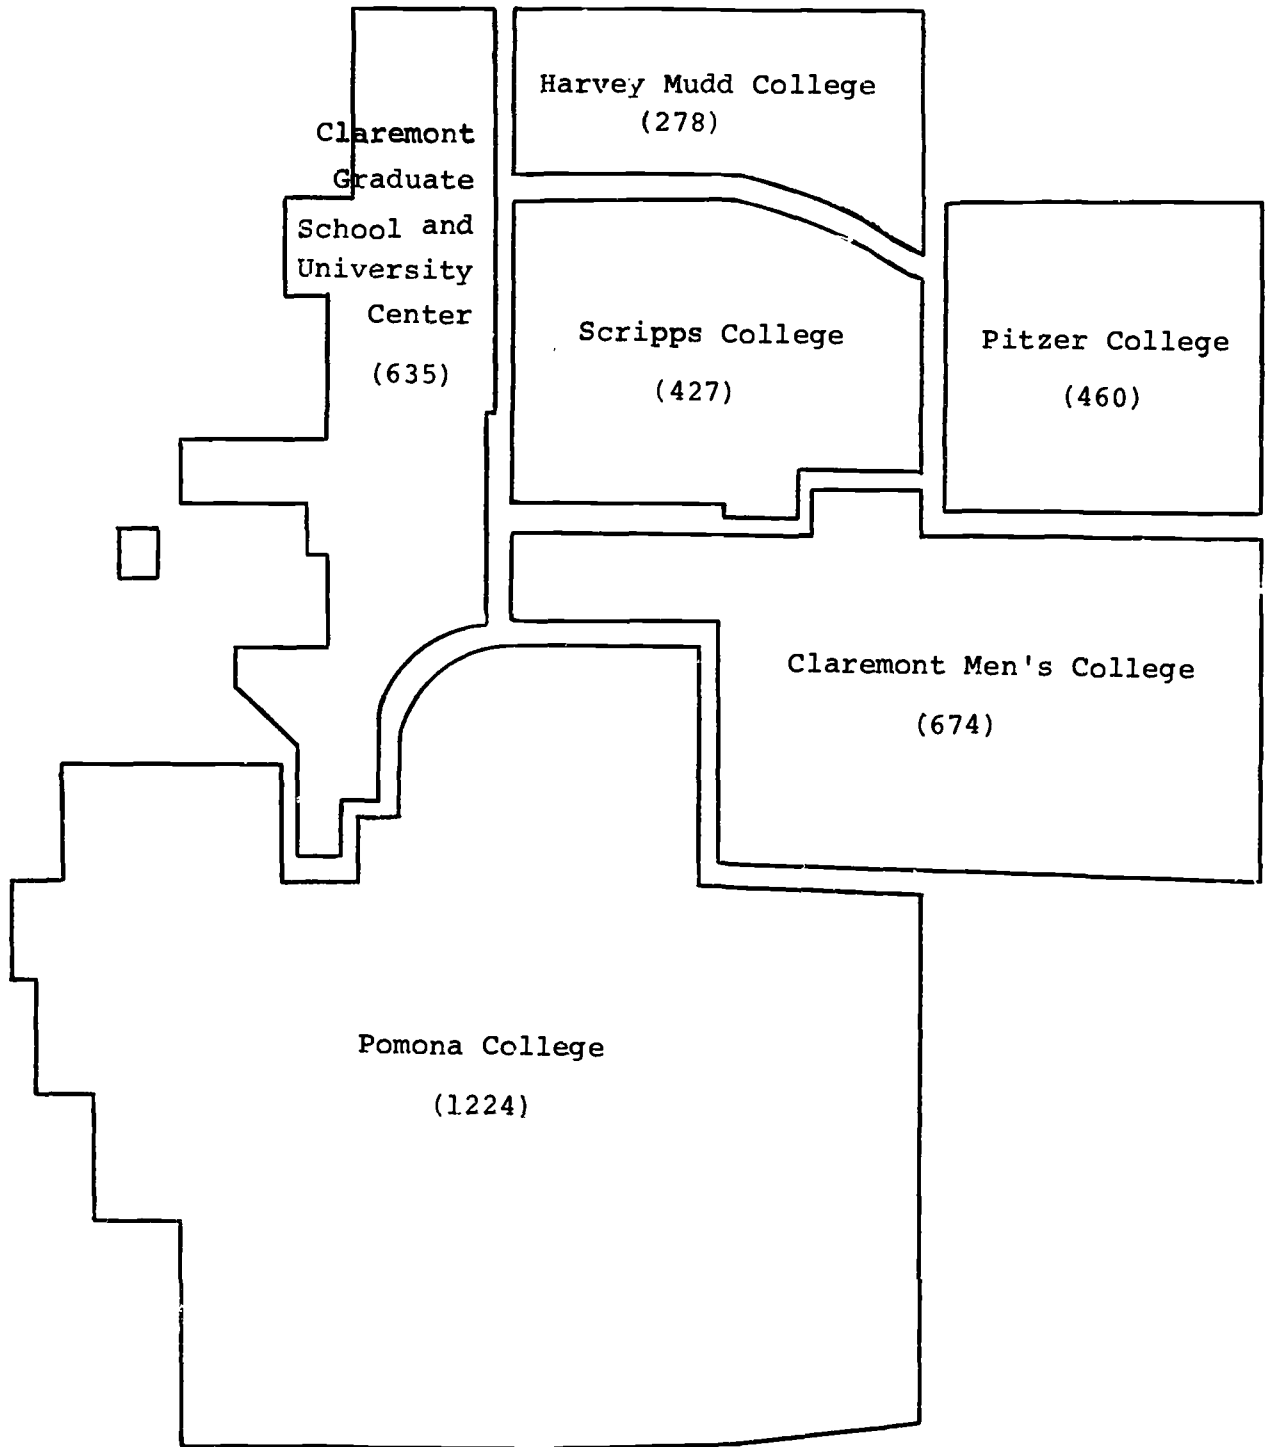 Harvey Mudd College
(278)
Claremont
Graduate
School and
University
Center
(635)
Scripps College
(427)
Pitzer College
(460)
Claremont Men's College
(674)
Pomona College
(1224)